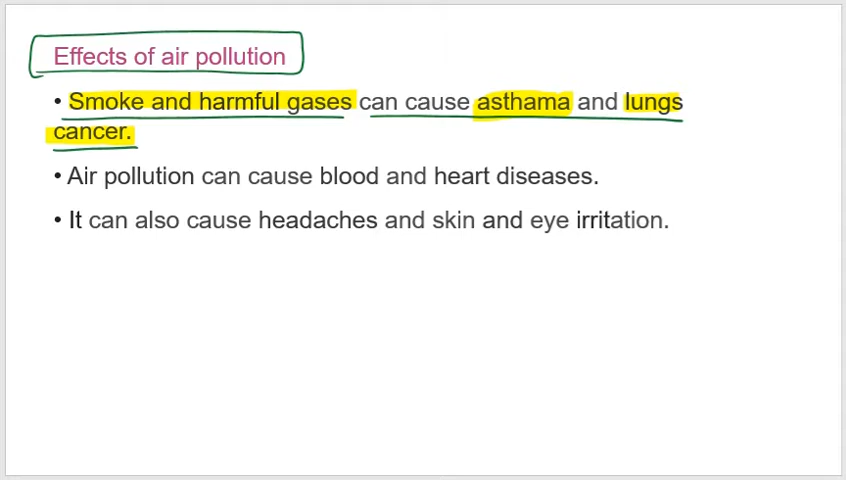 Effects of air pollution
• Smoke and harmful gases can cause asthama and lungs
cancer.
• Air pollution can cause blood and heart diseases.
• It can also cause headaches and skin and eye irritation.